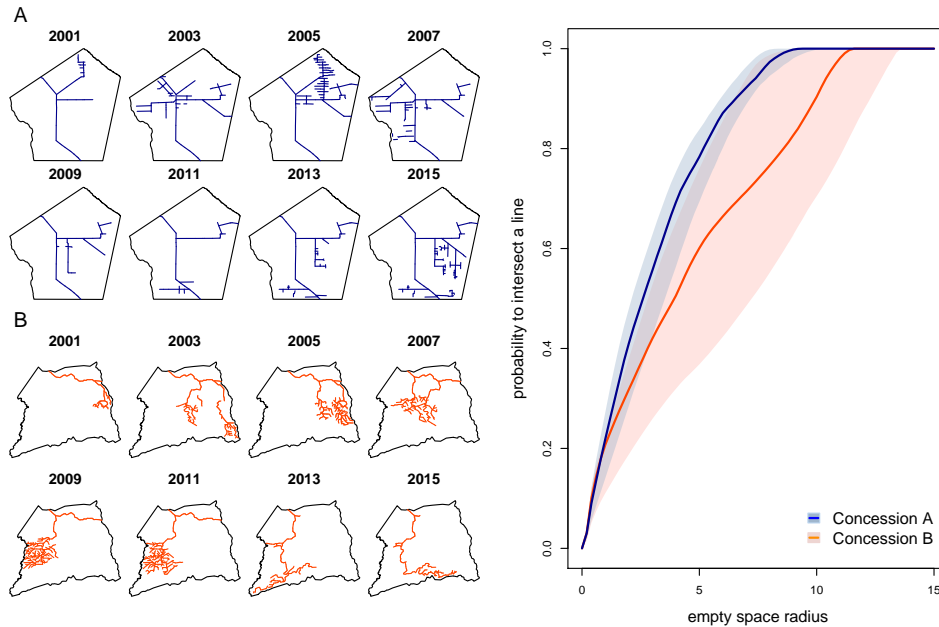 A
2001 2003 2005 2007
2009 2011 2013 2015
B
2001 2003 2005 2007
2009 2011 2013 2015
probability to intersect a line
1.0
0.8
0.6
0.4
0.2
0.0
0 5 10 15
empty space radius
Concession A
Concession B